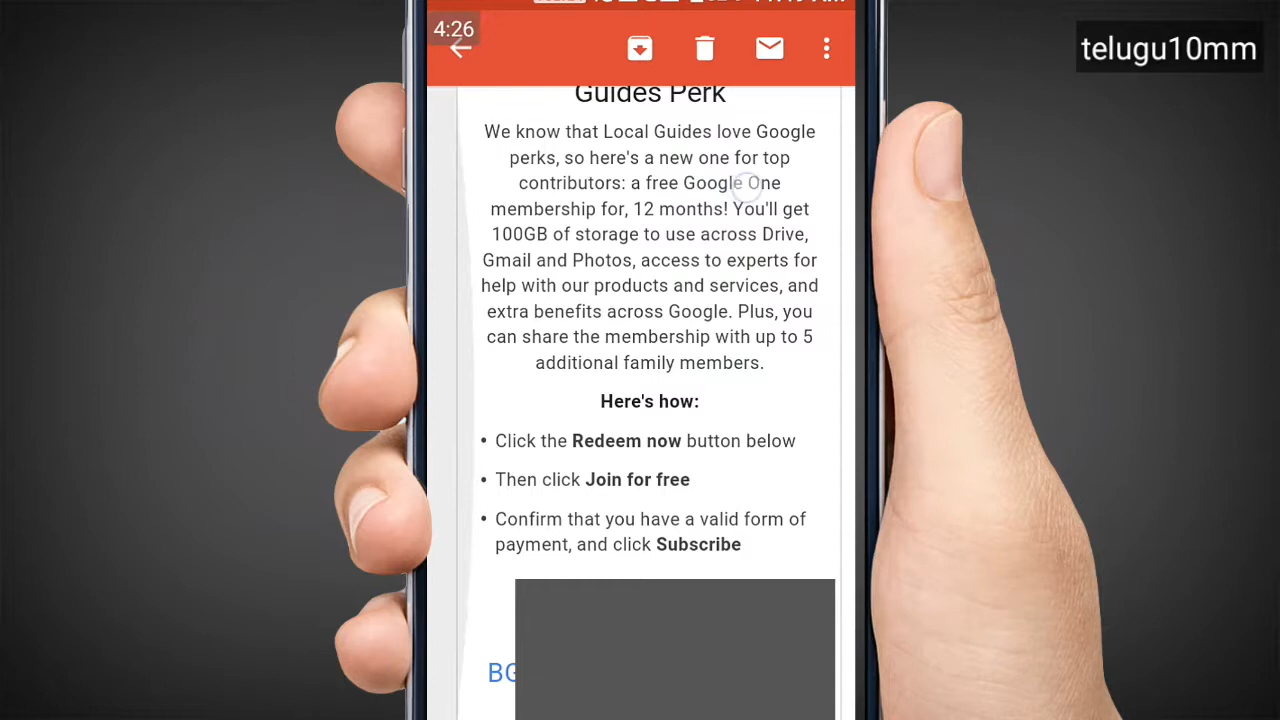 4:26
telugu10mm
Guides Perk
We know that Local Guides love Google
perks, so here's a new one for top
contributors: a free Google One
membership for, 12 months! You'll get
100GB of storage to use across Drive,
Gmail and Photos, access to experts for
help with our products and services, and
extra benefits across Google. Plus, you
can share the membership with up to 5
additional family members.
Here's how:
• Click the Redeem now button below
• Then click Join for free
• Confirm that you have a valid form of
payment, and click Subscribe